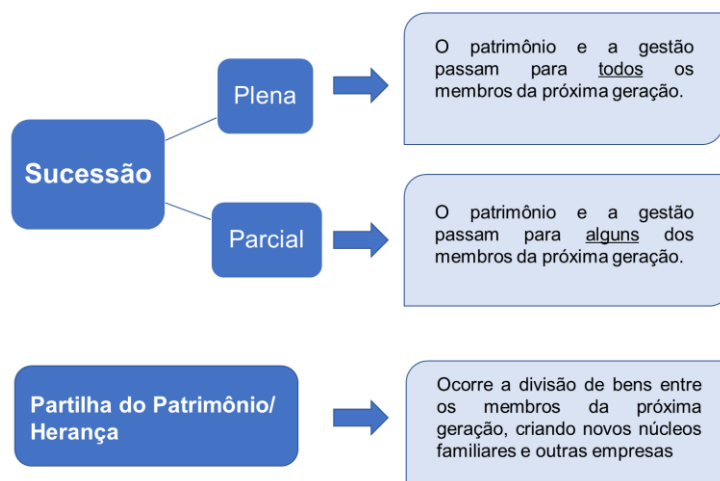 Sucessão
Plena
O patrimônio e a gestão
passam para todos os
membros da próxima geração.
Parcial
O patrimônio e a gestão
passam para alguns dos
membros da próxima geração.
Partilha do Patrimônio/
Herança
Ocorre a divisão de bens entre
os membros da próxima
geração, criando novos núcleos
familiares e outras empresas